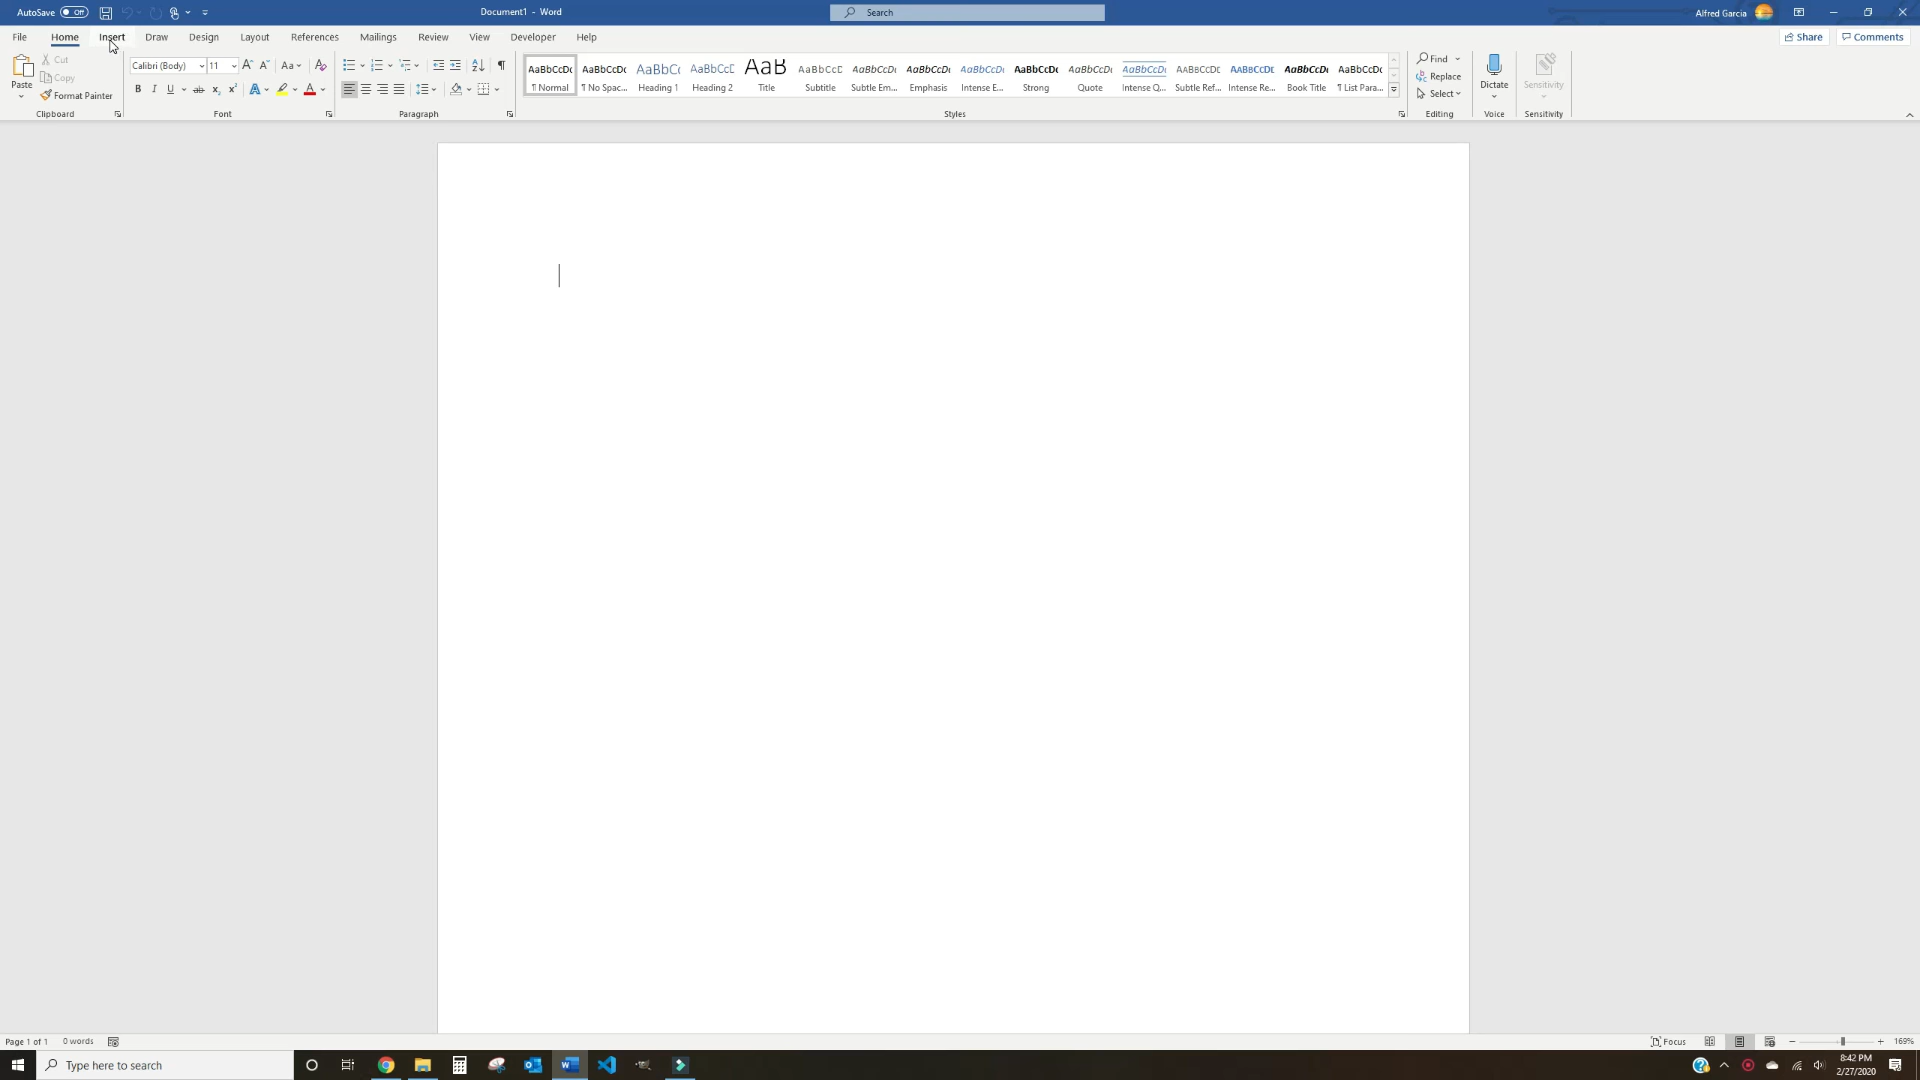 AutoSave Off Document1 - Word Search Alfred Garcia
File Home Insert Draw Design Layout References Mailings Review View Developer Help Share Comments
Paste
Cut
Copy
Format Painter
Clipboard
Calibri (Body) 11
Font
Paragraph
AaBbCcDc AaBbCcDc AaBbCc AaBbCcD AaB AaBbCcD AaBbCcDc AaBbCcDc AaBbCcDc AaBbCcDc AaBbCcDc AaBbCcDc AaBbCcDc AaBbCcDc AaBbCcDc AaBbCcDc
¶ Normal ¶ No Spac... Heading 1 Heading 2 Title Subtitle Subtle Em... Emphasis Intense E... Strong Quote Intense Q... Subtle Ref... Intense Re... Book Title ¶ List Para...
Styles
Find
Replace
Select
Editing
Dictate
Voice
Sensitivity
Sensitivity
Page 1 of 1 0 words Focus 169%
Type here to search
8:42 PM
2/27/2020